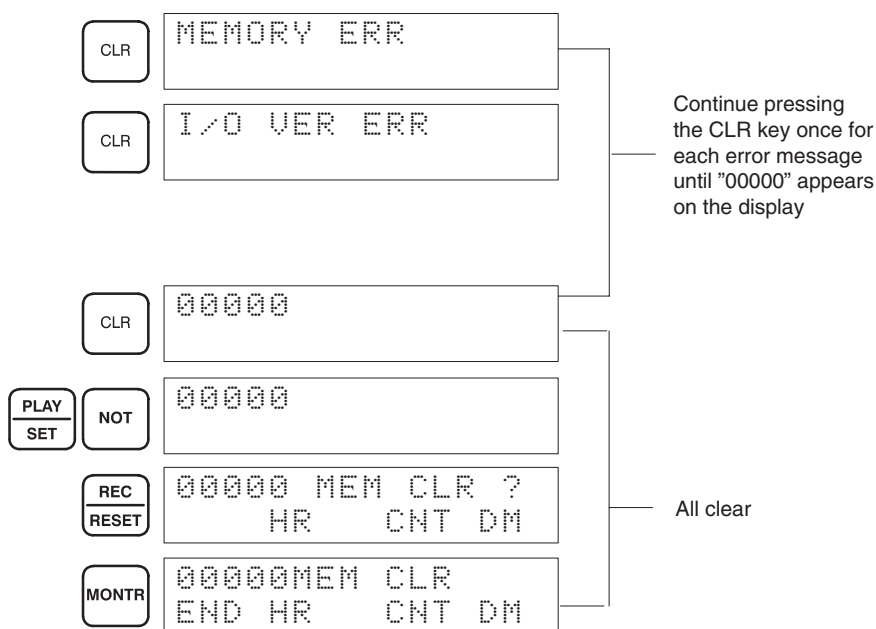 CLR
MEMORY ERR
CLR
I/O VER ERR
Continue pressing
the CLR key once for
each error message
until ”00000” appears
on the display
CLR
00000
PLAY
SET
NOT
00000
REC
RESET
00000 MEM CLR ?
HR CNT DM
All clear
MONTR
00000MEM CLR
END HR CNT DM